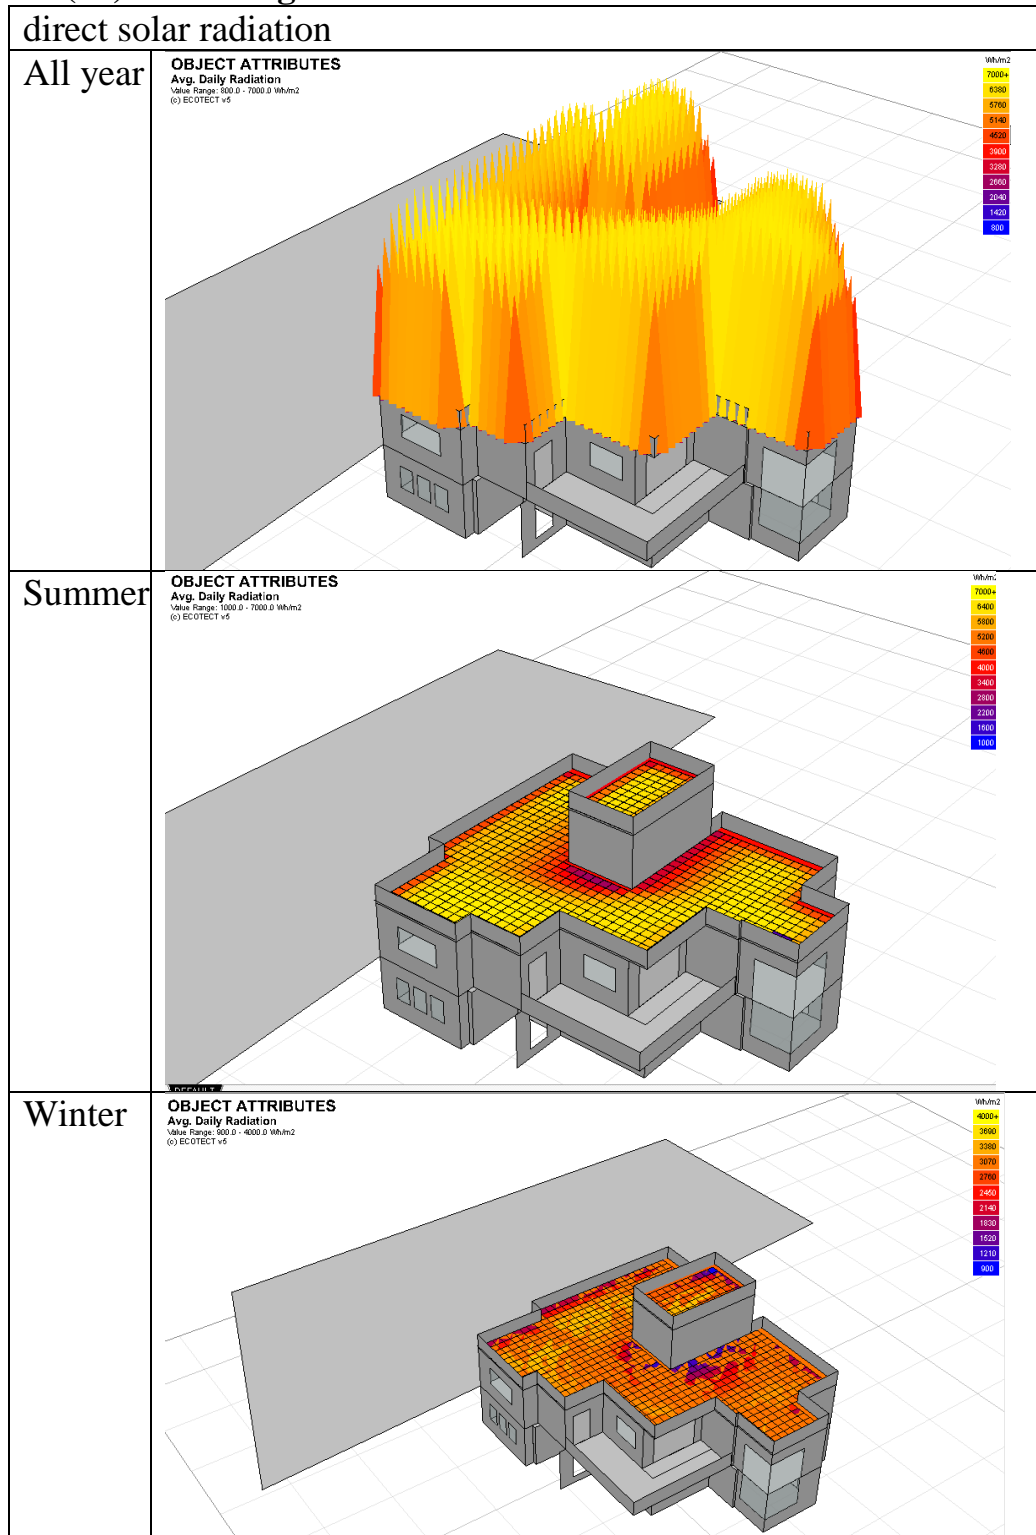 direct solar radiation
All year
OBJECT ATTRIBUTES
Avg. Daily Radiation
Value Range: 800.0 - 7000.0 Wh/m2
(c) ECOTECT v5
Wh/m2
7000+
6380
5760
5140
4520
3900
3280
2660
2040
1420
800
Summer
OBJECT ATTRIBUTES
Avg. Daily Radiation
Value Range: 1000.0 - 7000.0 Wh/m2
(c) ECOTECT v5
Wh/m2
7000+
6400
5800
5200
4600
4000
3400
2800
2200
1600
1000
Winter
OBJECT ATTRIBUTES
Avg. Daily Radiation
Value Range: 900.0 - 4000.0 Wh/m2
(c) ECOTECT v5
Wh/m2
4000+
3690
3380
3070
2760
2450
2140
1830
1520
1210
900